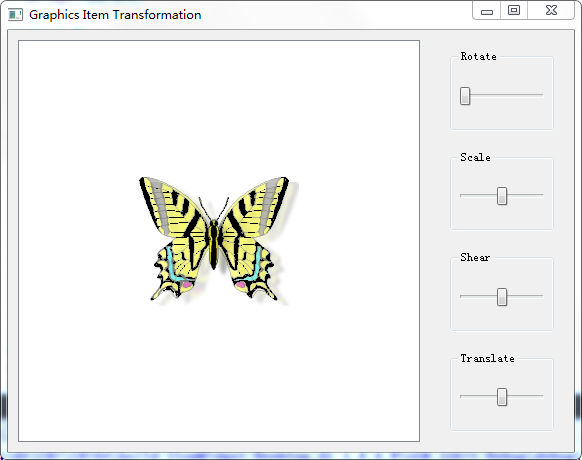 Graphics Item Transformation
Rotate
Scale
Shear
Translate